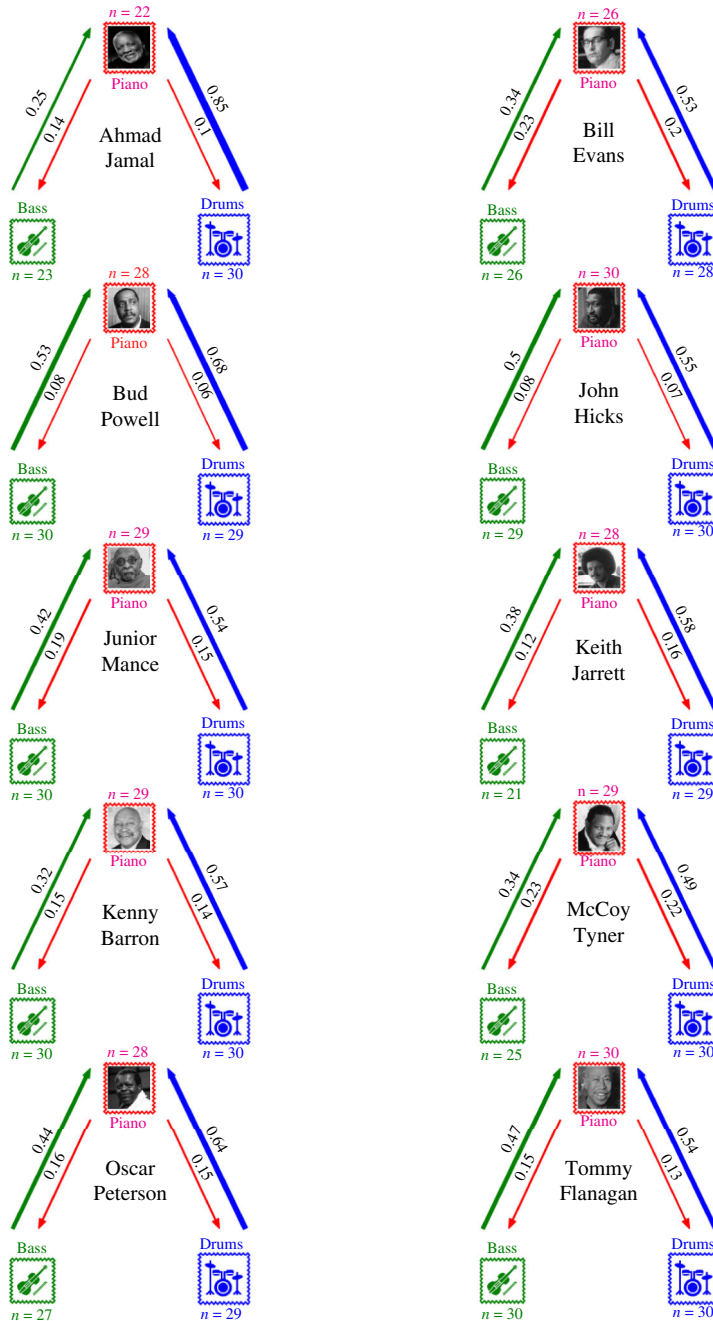 n = 22
Piano
0.25
0.14
0.85
0.1
Ahmad
Jamal
Bass
Drums
n = 23
n = 30
n = 26
Piano
0.34
0.23
0.53
0.2
Bill
Evans
Bass
Drums
n = 26
n = 28
n = 28
Piano
0.53
0.08
0.68
0.06
Bud
Powell
Bass
Drums
n = 30
n = 29
n = 30
Piano
0.5
0.08
0.55
0.07
John
Hicks
Bass
Drums
n = 29
n = 30
n = 29
Piano
0.42
0.19
0.54
0.15
Junior
Mance
Bass
Drums
n = 30
n = 30
n = 28
Piano
0.38
0.12
0.58
0.16
Keith
Jarrett
Bass
Drums
n = 21
n = 29
n = 29
Piano
0.32
0.15
0.57
0.14
Kenny
Barron
Bass
Drums
n = 30
n = 30
n = 29
Piano
0.34
0.23
0.49
0.22
McCoy
Tyner
Bass
Drums
n = 25
n = 30
n = 28
Piano
0.44
0.16
0.64
0.15
Oscar
Peterson
Bass
Drums
n = 27
n = 29
n = 30
Piano
0.47
0.15
0.54
0.13
Tommy
Flanagan
Bass
Drums
n = 30
n = 30